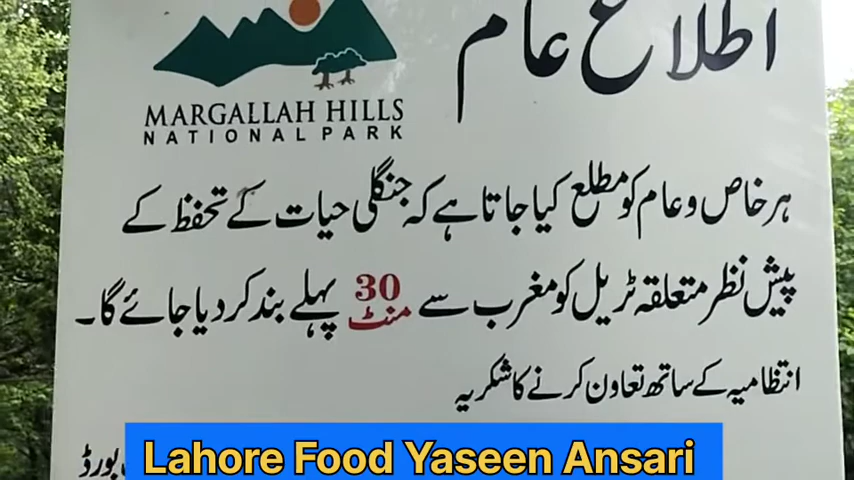 MARGALLAH HILLS
NATIONAL PARK
اطلاع عام
ہر خاص و عام کو مطلع کیا جاتا ہے کہ جنگلی حیات کے تحفظ کے
پیش نظر متعلقہ ٹریل کو مغرب سے 30 منٹ پہلے بند کر دیا جائے گا۔
انتظامیہ کے ساتھ تعاون کرنے کا شکریہ
بورڈ
Lahore Food Yaseen Ansari